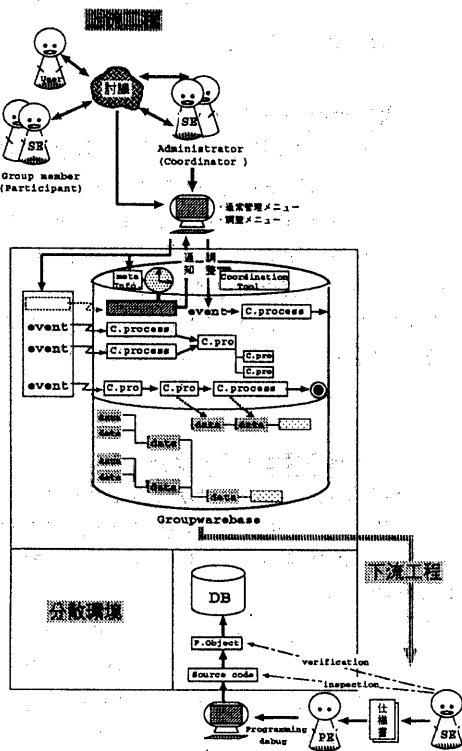 User
討議
SE
SE
Administrator
(Coordinator )
Group member
(Participant)
・通常管理メニュー
・調整メニュー
通知
調整
meta
Info.
Coordination
Tool
event
C.process
event
C.process
C.pro
event
C.process
C.pro
C.pro
event
C.pro
C.pro
C.process
data
data
data
data
data
data
data
data
data
Groupwarebase
下流工程
分散環境
DB
P.Object
verification
Source code
inspection
Programming
debug
PE
仕様書
SE